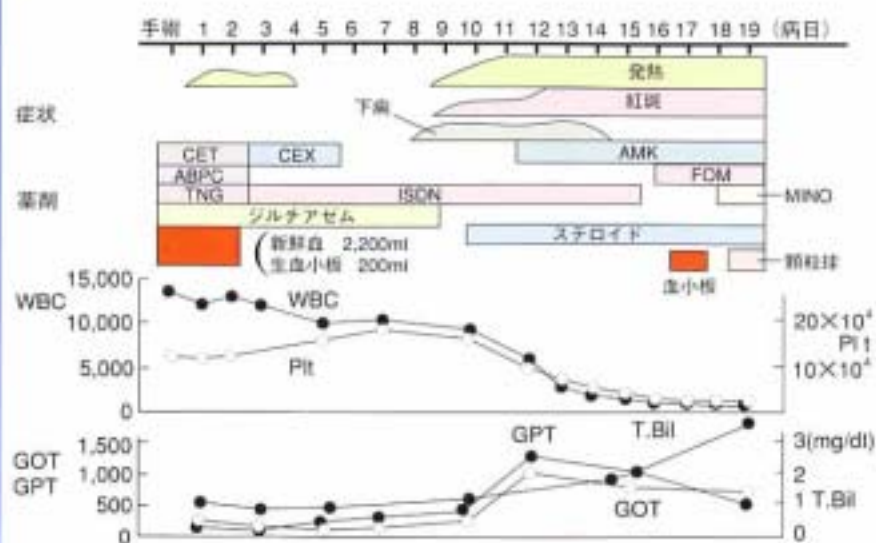 手術 1 2 3 4 5 6 7 8 9 10 11 12 13 14 15 16 17 18 19 (病日)
症状
発熱
紅斑
下痢
薬剤
CET CEX AMK
ABPC FOM
TNG ISDN MINO
ジルチアゼム
ステロイド
新鮮血 2,200ml
生血小板 200ml
顆粒球
血小板
15,000
WBC WBC
10,000 20×10⁴
Plt
Plt
5,000 10×10⁴
0
GPT T.Bil
1,500 3(mg/dl)
GOT
1,000 2
GPT
500 GOT 1 T.Bil
0 0